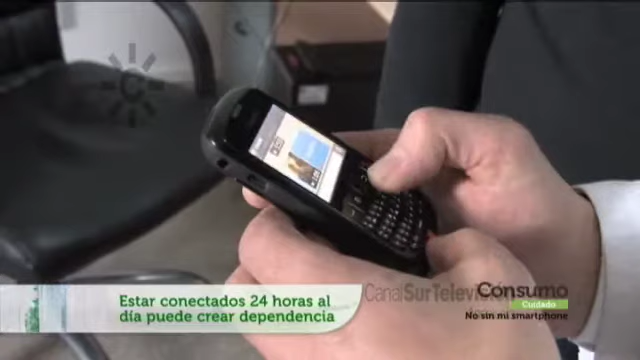 Estar conectados 24 horas al
día puede crear dependencia
CanalSurTelevisión
Consumo
Cuidado
No sin mi smartphone